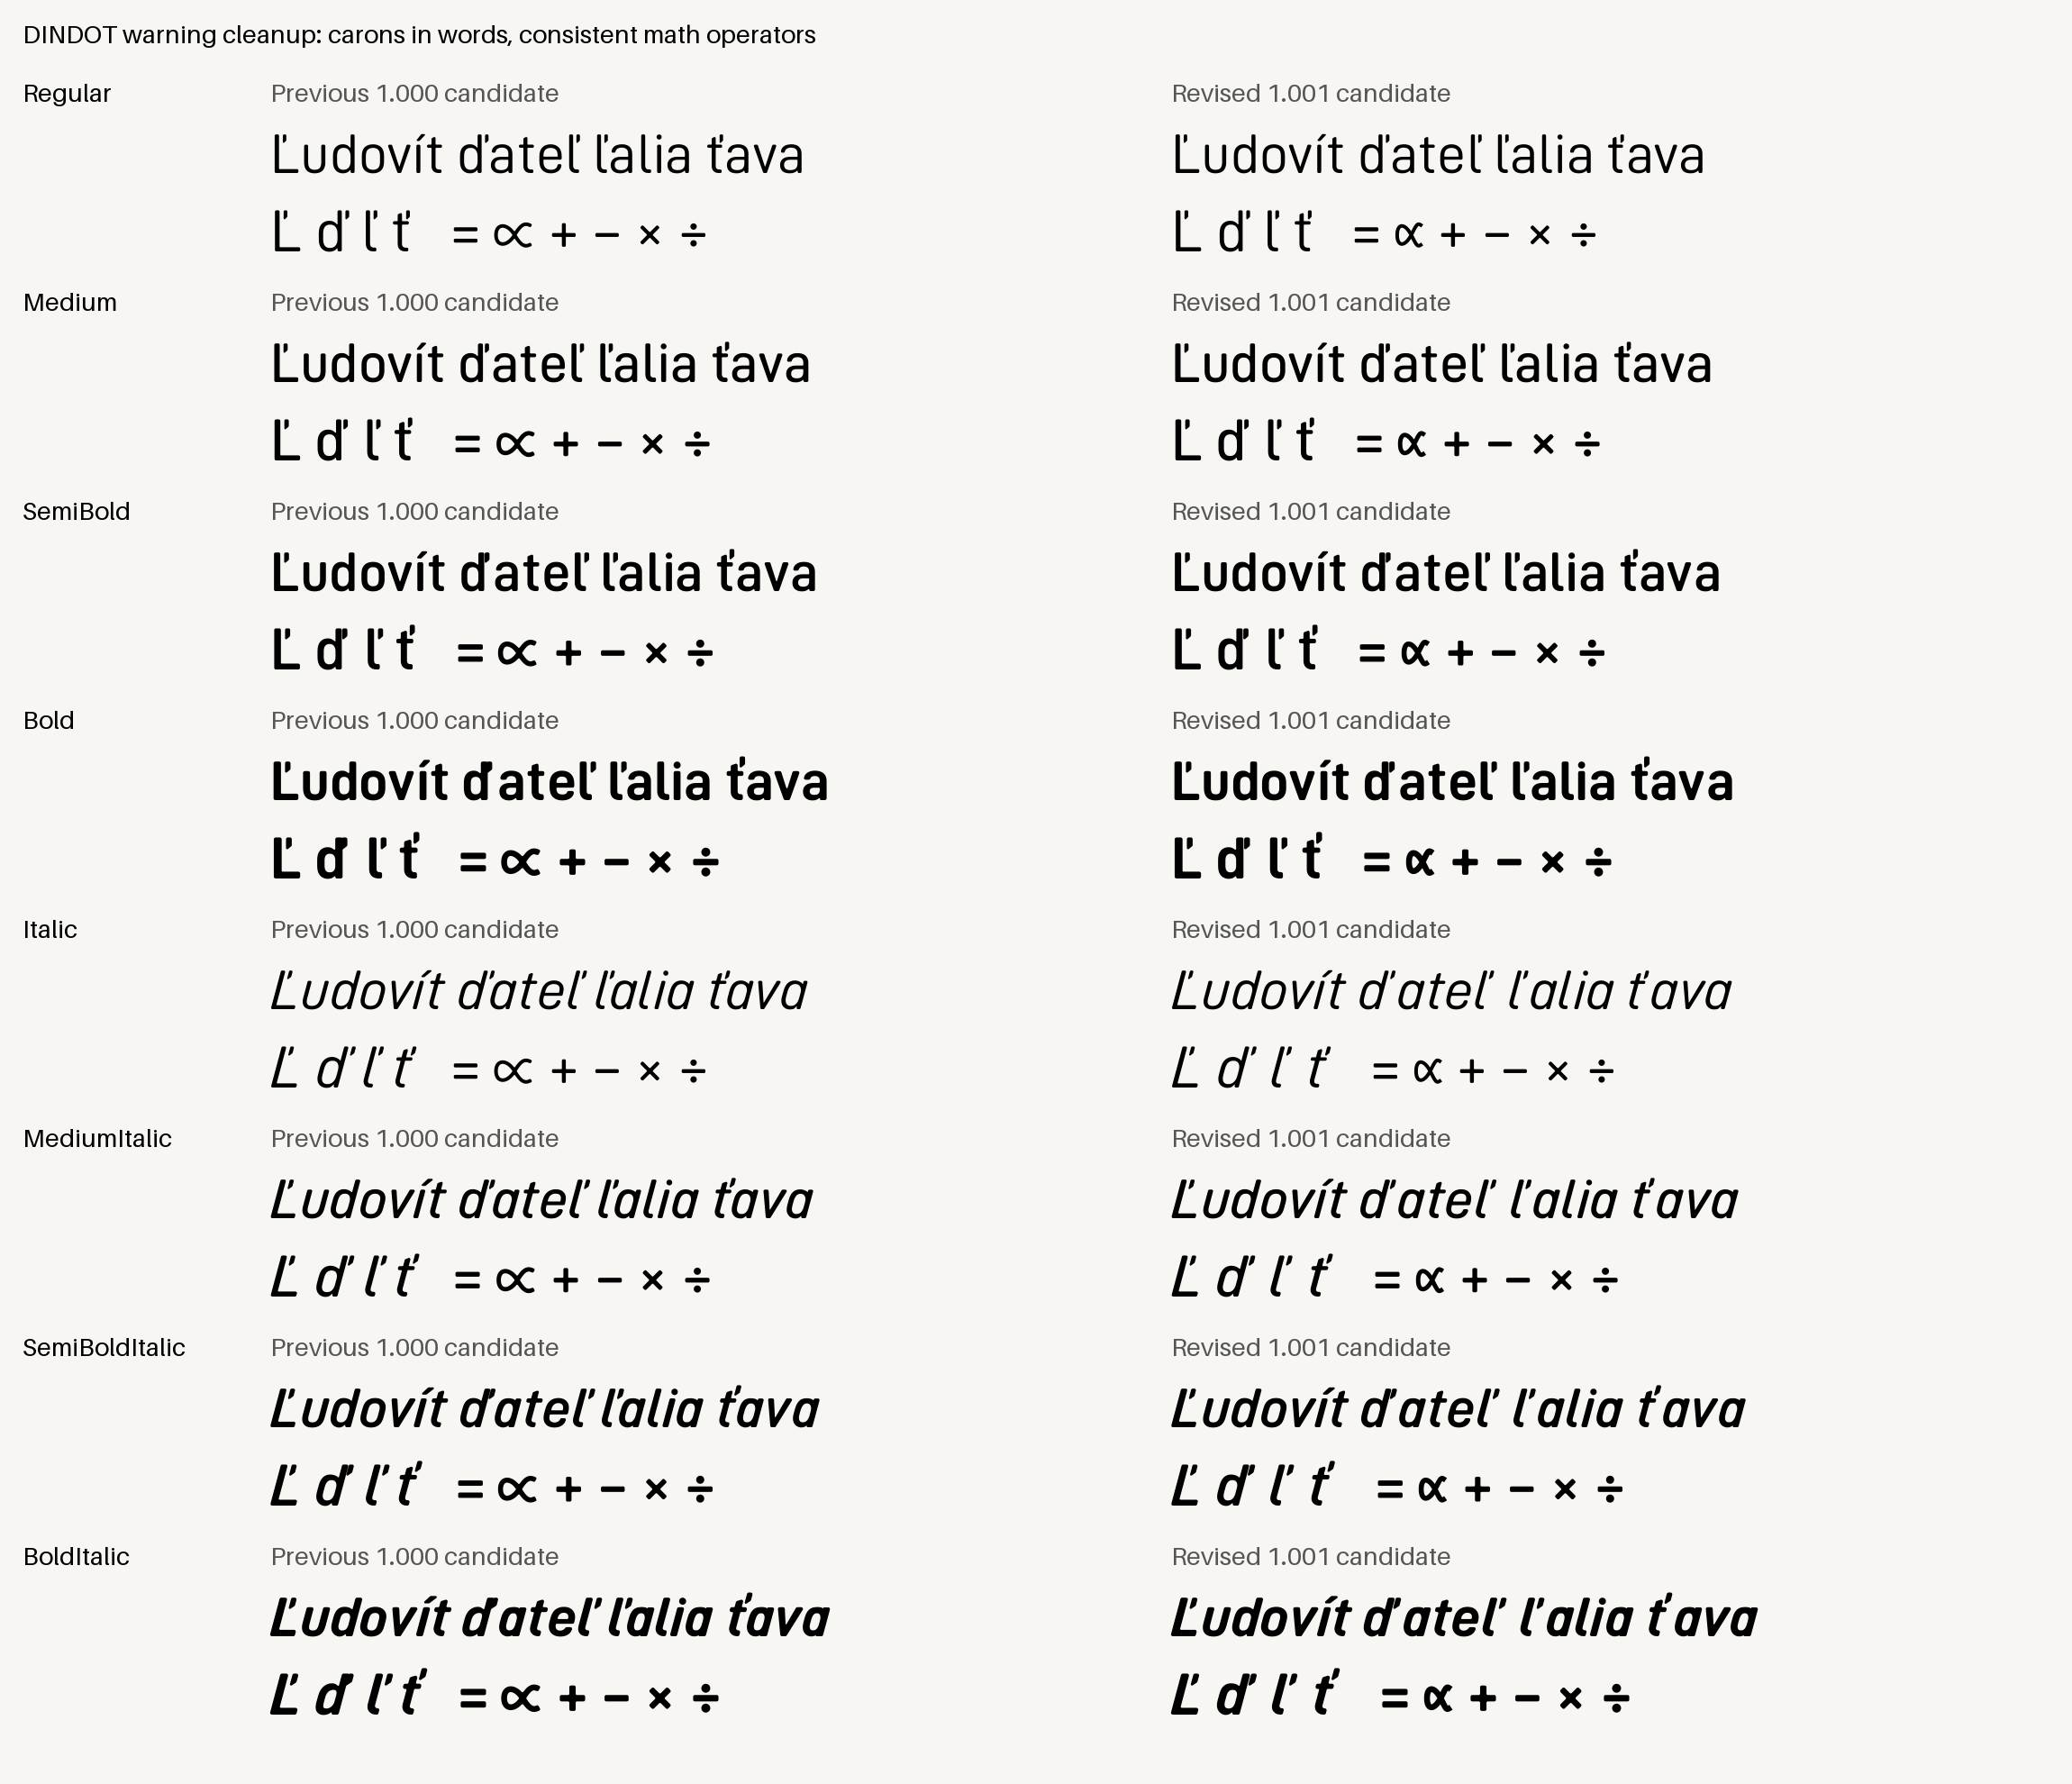 DINDOT warning cleanup: carons in words, consistent math operators
Regular
Previous 1.000 candidate
Revised 1.001 candidate
Ľudovít ďateľ ľalia ťava
Ľudovít ďateľ ľalia ťava
Ľ ď ľ ť = ∝ + − × ÷
Ľ ď ľ ť = ∝ + − × ÷
Medium
Previous 1.000 candidate
Revised 1.001 candidate
Ľudovít ďateľ ľalia ťava
Ľudovít ďateľ ľalia ťava
Ľ ď ľ ť = ∝ + − × ÷
Ľ ď ľ ť = ∝ + − × ÷
SemiBold
Previous 1.000 candidate
Revised 1.001 candidate
Ľudovít ďateľ ľalia ťava
Ľudovít ďateľ ľalia ťava
Ľ ď ľ ť = ∝ + − × ÷
Ľ ď ľ ť = ∝ + − × ÷
Bold
Previous 1.000 candidate
Revised 1.001 candidate
Ľudovít ďateľ ľalia ťava
Ľudovít ďateľ ľalia ťava
Ľ ď ľ ť = ∝ + − × ÷
Ľ ď ľ ť = ∝ + − × ÷
Italic
Previous 1.000 candidate
Revised 1.001 candidate
Ľudovít ďateľ ľalia ťava
Ľudovít ďateľ ľalia ťava
Ľ ď ľ ť = ∝ + − × ÷
Ľ ď ľ ť = ∝ + − × ÷
MediumItalic
Previous 1.000 candidate
Revised 1.001 candidate
Ľudovít ďateľ ľalia ťava
Ľudovít ďateľ ľalia ťava
Ľ ď ľ ť = ∝ + − × ÷
Ľ ď ľ ť = ∝ + − × ÷
SemiBoldItalic
Previous 1.000 candidate
Revised 1.001 candidate
Ľudovít ďateľ ľalia ťava
Ľudovít ďateľ ľalia ťava
Ľ ď ľ ť = ∝ + − × ÷
Ľ ď ľ ť = ∝ + − × ÷
BoldItalic
Previous 1.000 candidate
Revised 1.001 candidate
Ľudovít ďateľ ľalia ťava
Ľudovít ďateľ ľalia ťava
Ľ ď ľ ť = ∝ + − × ÷
Ľ ď ľ ť = ∝ + − × ÷